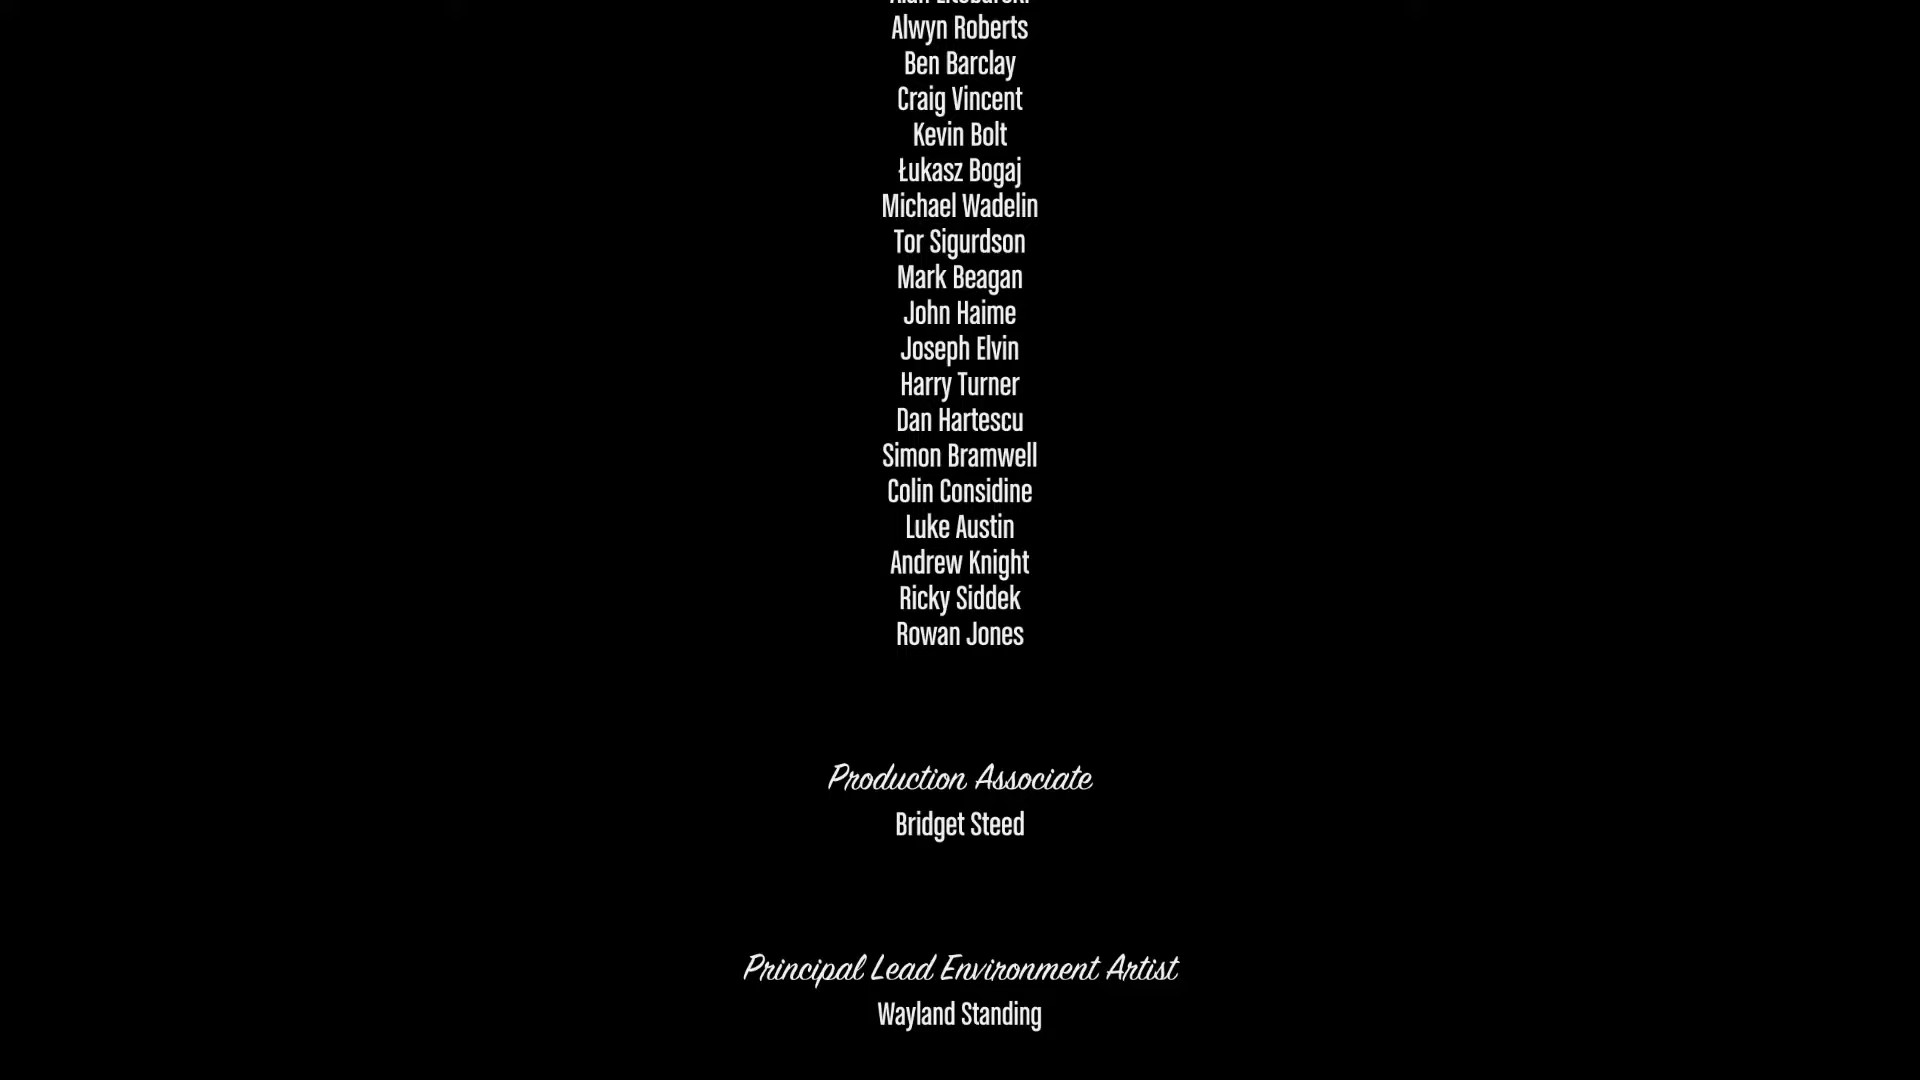 Alwyn Roberts
Ben Barclay
Craig Vincent
Kevin Bolt
Łukasz Bogaj
Michael Wadelin
Tor Sigurdson
Mark Beagan
John Haime
Joseph Elvin
Harry Turner
Dan Hartescu
Simon Bramwell
Colin Considine
Luke Austin
Andrew Knight
Ricky Siddek
Rowan Jones
Production Associate
Bridget Steed
Principal Lead Environment Artist
Wayland Standing